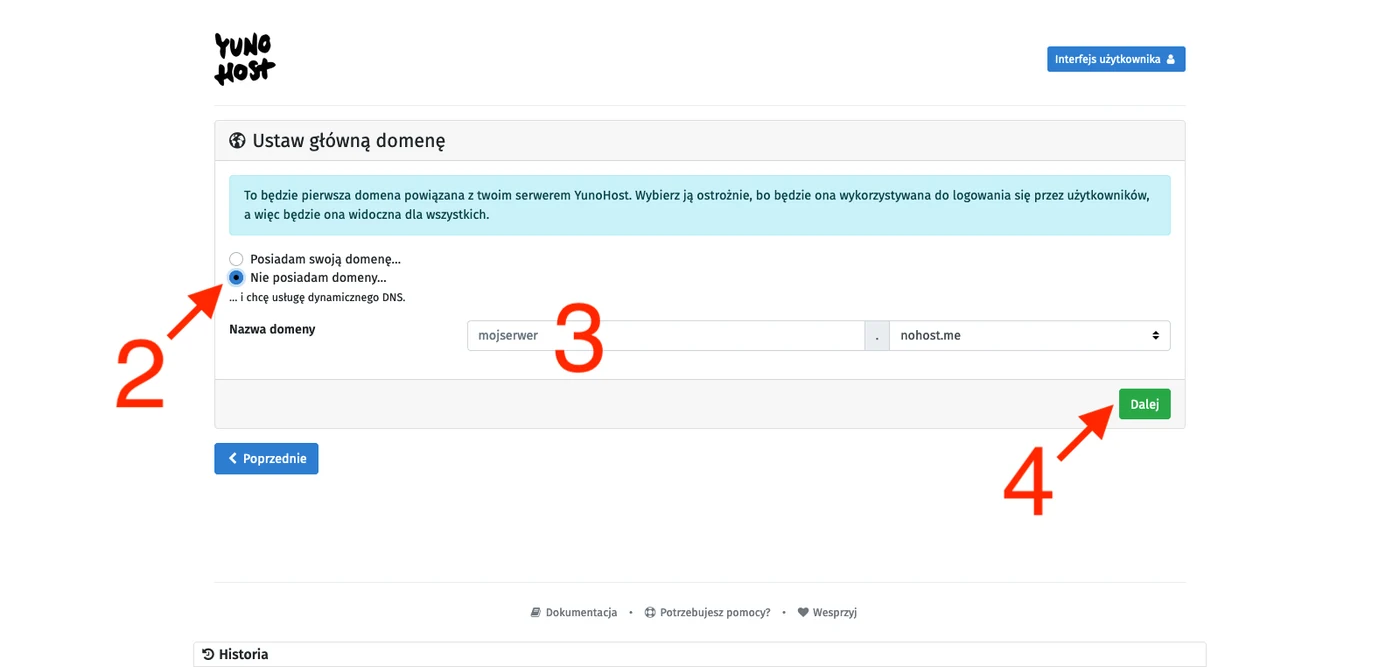 YUNO
HOST
Interfejs użytkownika
Ustaw główną domenę
To będzie pierwsza domena powiązana z twoim serwerem YunoHost. Wybierz ją ostrożnie, bo będzie ona wykorzystywana do logowania się przez użytkowników,
a więc będzie ona widoczna dla wszystkich.
Posiadam swoją domenę...
Nie posiadam domeny...
... i chcę usługę dynamicznego DNS.
2
Nazwa domeny
mojserwer
3
.
nohost.me
Dalej
4
Poprzednie
Dokumentacja • Potrzebujesz pomocy? • Wesprzyj
Historia